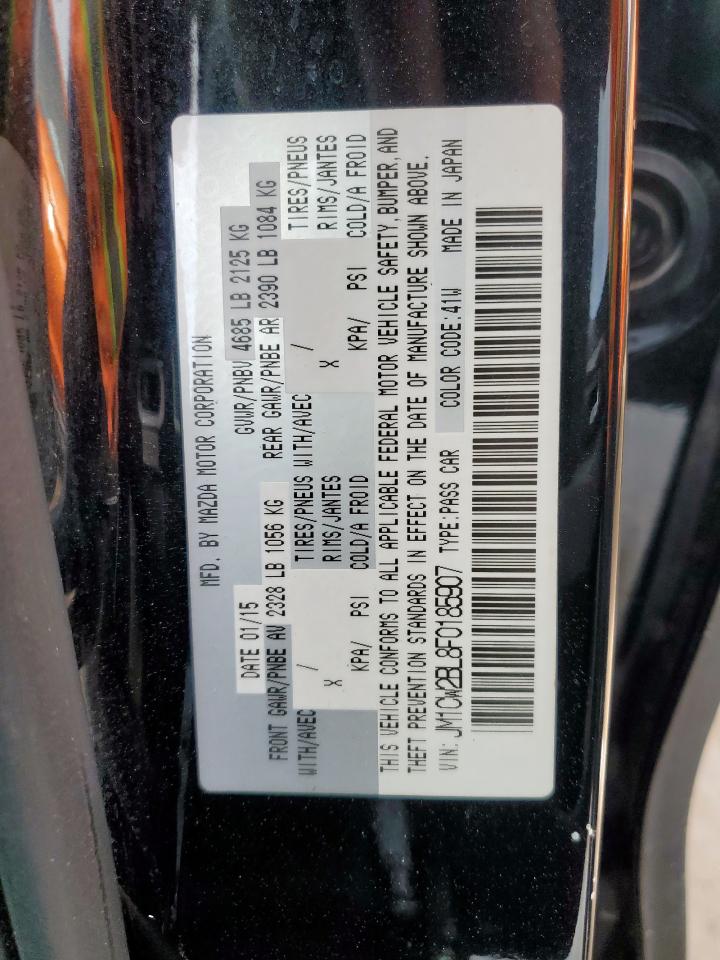 MFD. BY MAZDA MOTOR CORPORATION
DATE 01/15 GVWR/PNBV 4685 LB 2125 KG
FRONT GAWR/PNBE AV 2328 LB 1056 KG REAR GAWR/PNBE AR 2390 LB 1084 KG
WITH/AVEC / TIRES/PNEUS WITH/AVEC / TIRES/PNEUS
X RIMS/JANTES X RIMS/JANTES
KPA/ PSI COLD/A FROID KPA/ PSI COLD/A FROID
THIS VEHICLE CONFORMS TO ALL APPLICABLE FEDERAL MOTOR VEHICLE SAFETY, BUMPER, AND
THEFT PREVENTION STANDARDS IN EFFECT ON THE DATE OF MANUFACTURE SHOWN ABOVE.
VIN: JM1CW2BL8F0185907 TYPE:PASS CAR COLOR CODE:41W MADE IN JAPAN